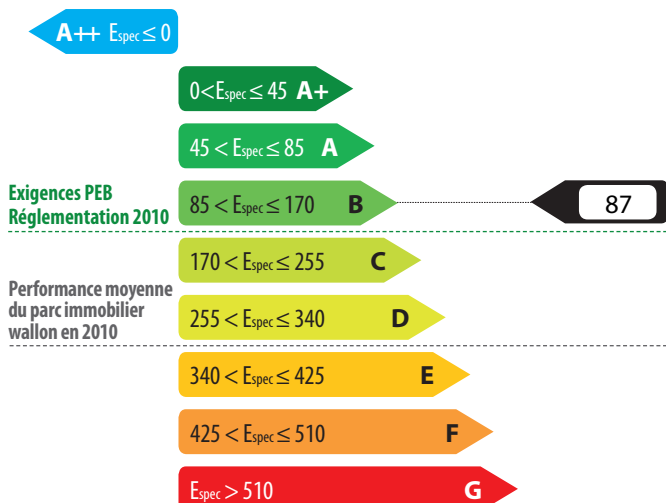 A++ Espec ≤ 0
0 < Espec ≤ 45 A+
45 < Espec ≤ 85 A
Exigences PEB
Réglementation 2010
85 < Espec ≤ 170 B
87
170 < Espec ≤ 255 C
Performance moyenne
du parc immobilier
wallon en 2010
255 < Espec ≤ 340 D
340 < Espec ≤ 425 E
425 < Espec ≤ 510 F
Espec > 510 G